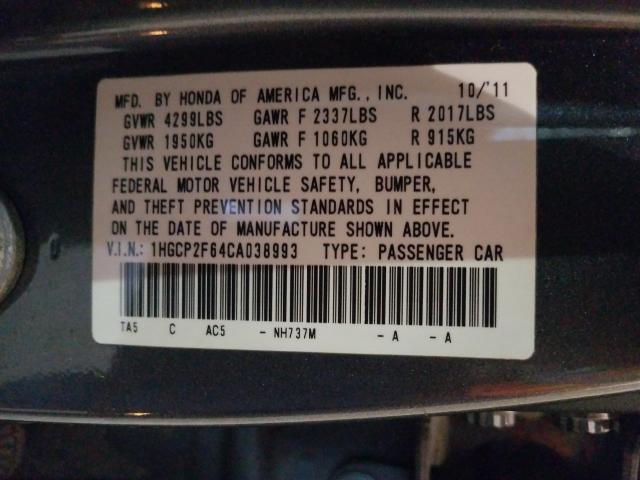 MFD. BY HONDA OF AMERICA MFG., INC. 10/'11
GVWR 4299LBS GAWR F 2337LBS R 2017LBS
GVWR 1950KG GAWR F 1060KG R 915KG
THIS VEHICLE CONFORMS TO ALL APPLICABLE
FEDERAL MOTOR VEHICLE SAFETY, BUMPER,
AND THEFT PREVENTION STANDARDS IN EFFECT
ON THE DATE OF MANUFACTURE SHOWN ABOVE.
V.I.N.: 1HGCP2F64CA038993 TYPE: PASSENGER CAR
TA5 C AC5 - NH737M - A - A